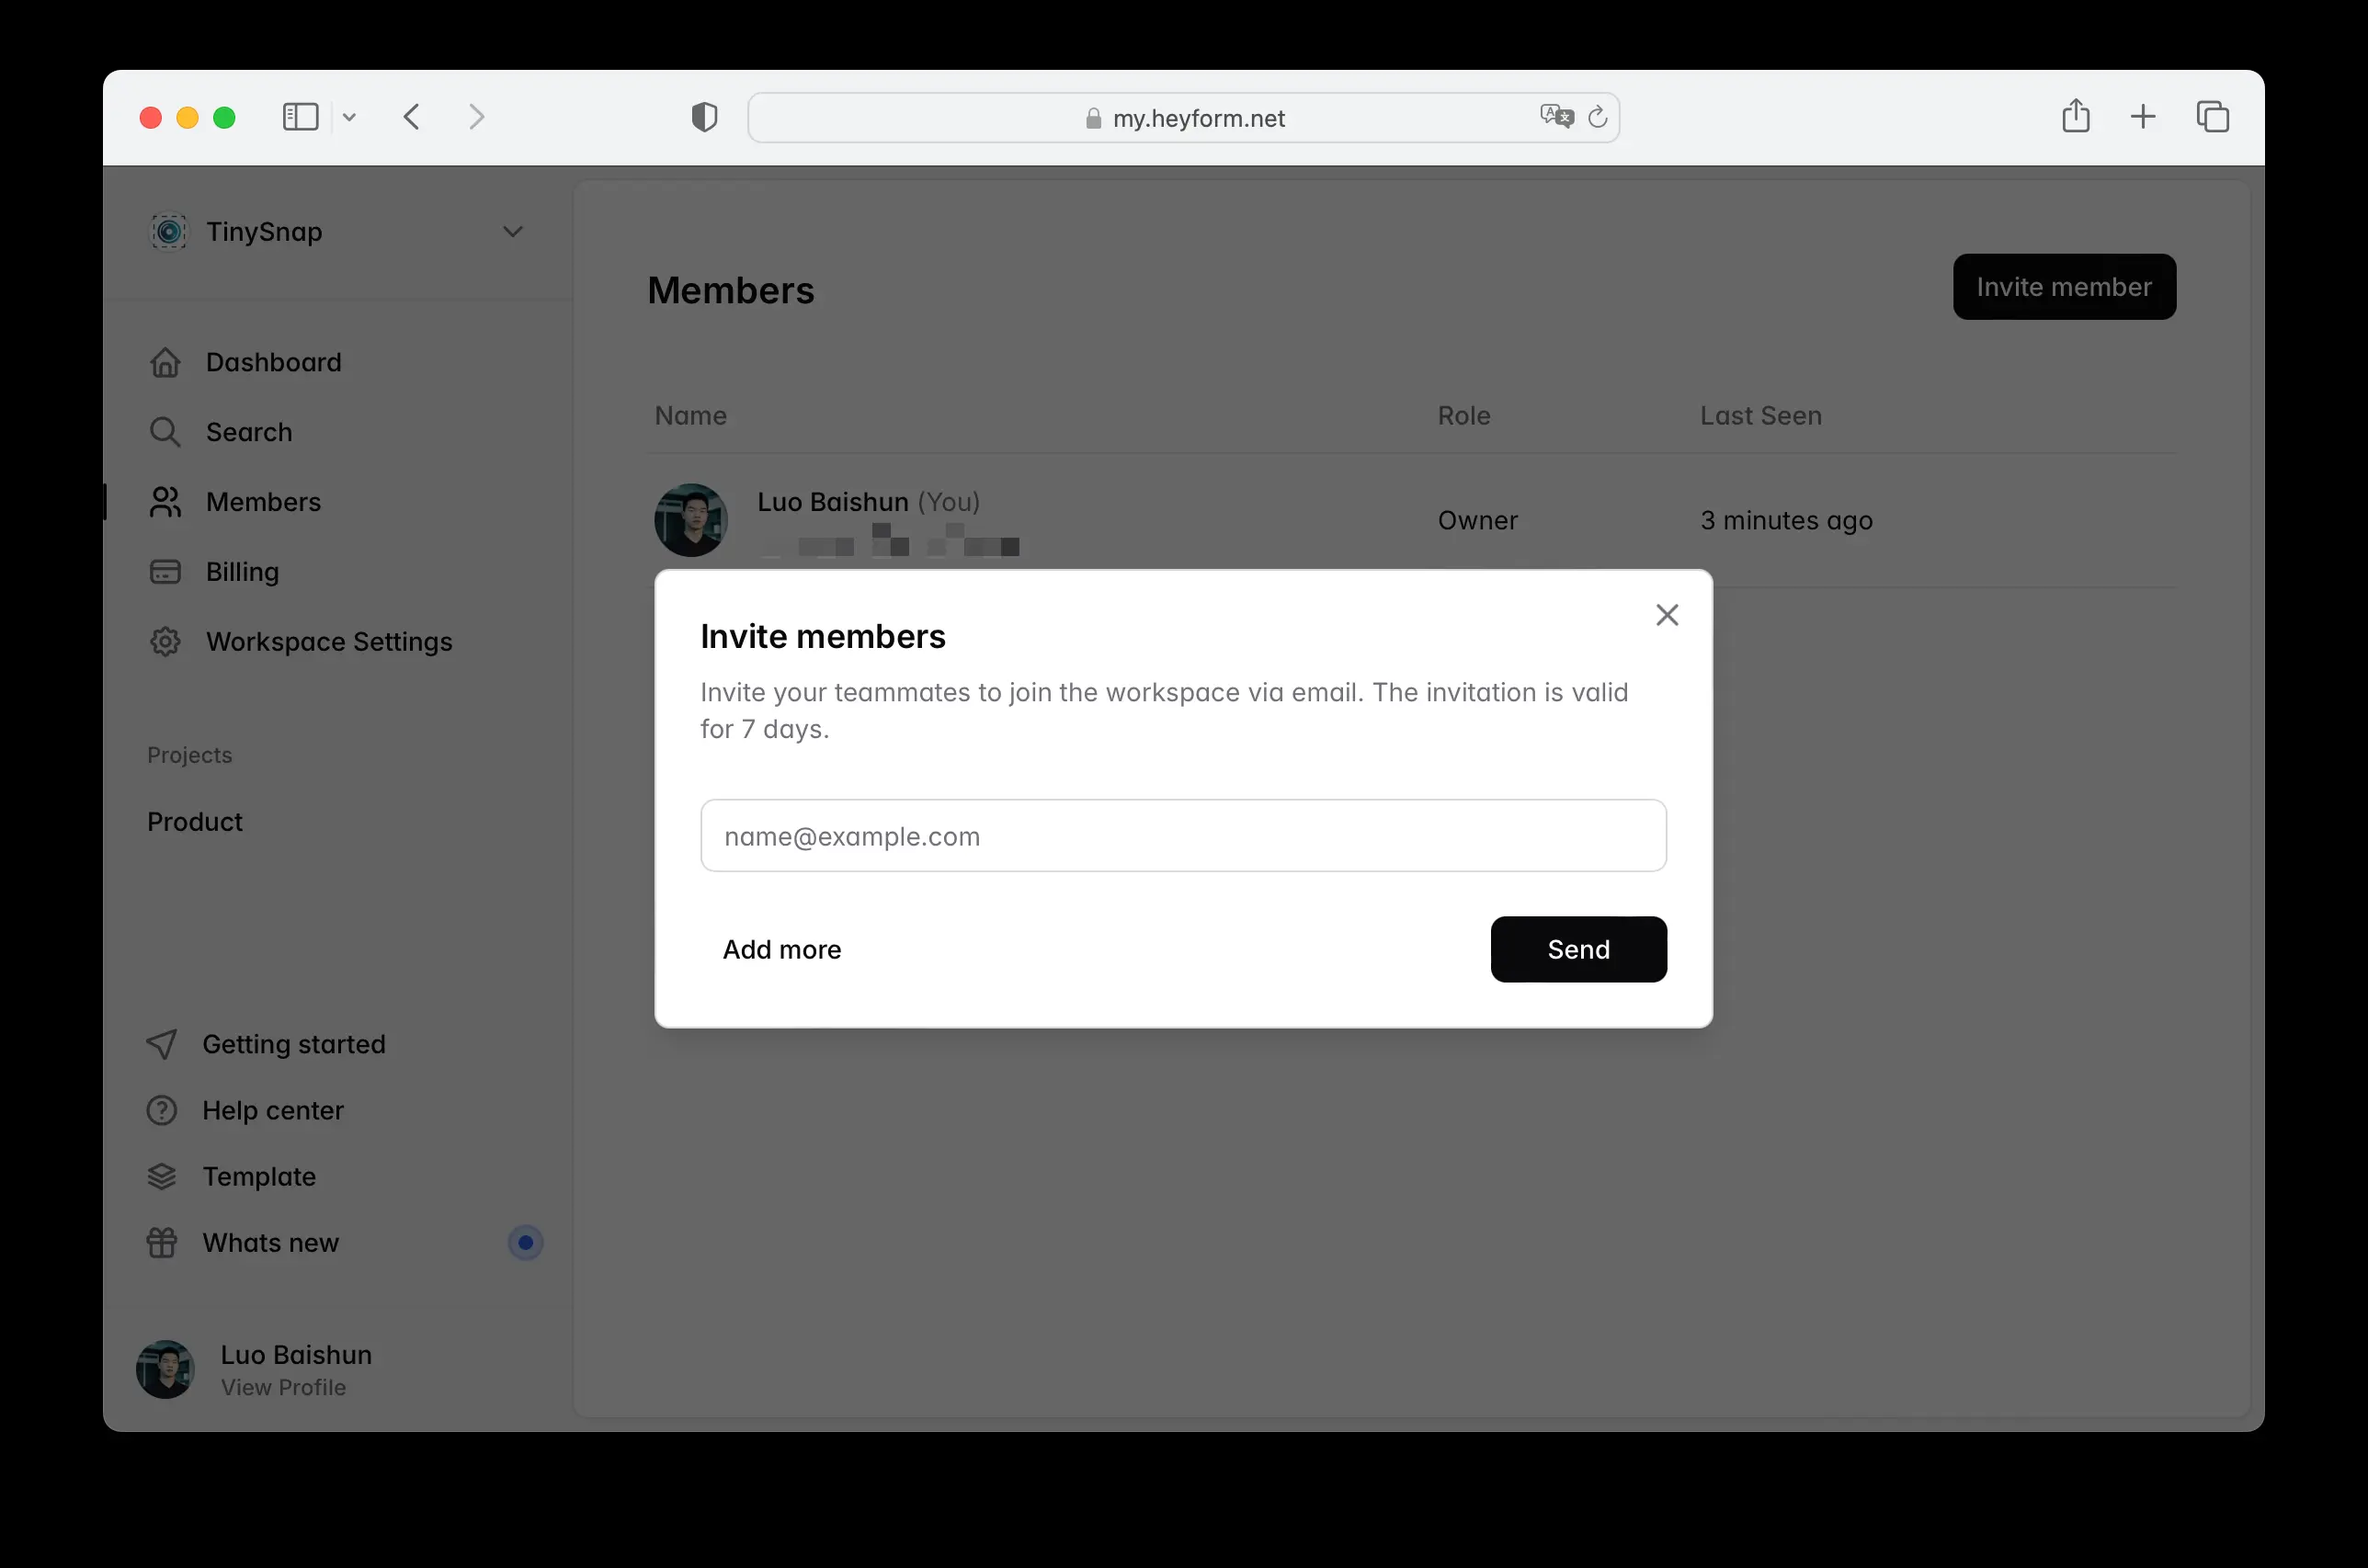 my.heyform.net
TinySnap
Dashboard
Search
Members
Billing
Workspace Settings
Projects
Product
Getting started
Help center
Template
Whats new
Luo Baishun
View Profile
Members
Invite member
Name Role Last Seen
Luo Baishun (You) Owner 3 minutes ago
Invite members
Invite your teammates to join the workspace via email. The invitation is valid
for 7 days.
name@example.com
Add more
Send